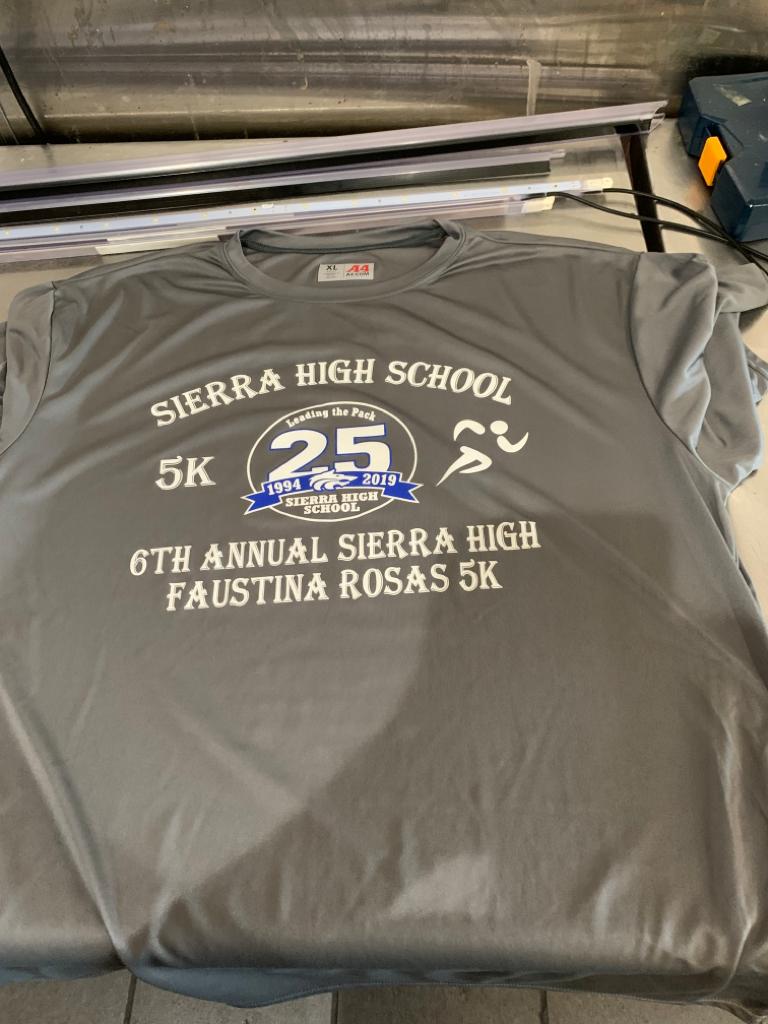 XL A4
SIERRA HIGH SCHOOL
Leading the Pack
5K
25
1994 2019
SIERRA HIGH
SCHOOL
6TH ANNUAL SIERRA HIGH
FAUSTINA ROSAS 5K